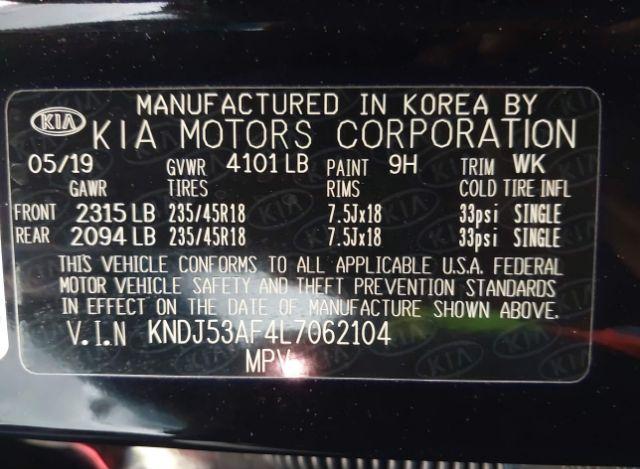 KIA MANUFACTURED IN KOREA BY
KIA MOTORS CORPORATION
05/19 GVWR 4101 LB PAINT 9H TRIM WK
GAWR TIRES RIMS COLD TIRE INFL
FRONT 2315 LB 235/45R18 7.5Jx18 33psi SINGLE
REAR 2094 LB 235/45R18 7.5Jx18 33psi SINGLE
THIS VEHICLE CONFORMS TO ALL APPLICABLE U.S.A. FEDERAL
MOTOR VEHICLE SAFETY AND THEFT PREVENTION STANDARDS
IN EFFECT ON THE DATE OF MANUFACTURE SHOWN ABOVE.
V.I.N KNDJ53AF4L7062104
MPV